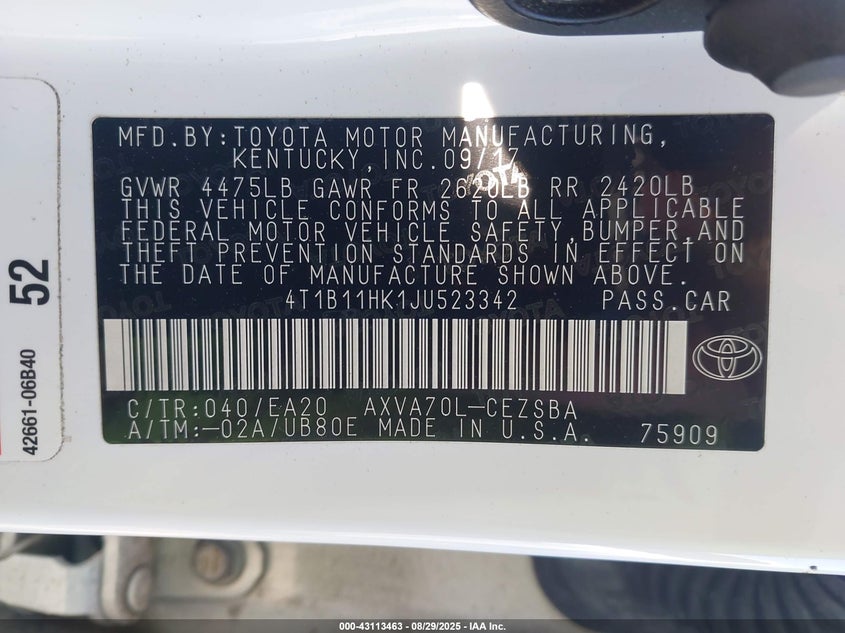 MFD.BY:TOYOTA MOTOR MANUFACTURING,
KENTUCKY,INC.09/17
GVWR 4475LB GAWR FR 2620LB RR 2420LB
THIS VEHICLE CONFORMS TO ALL APPLICABLE
FEDERAL MOTOR VEHICLE SAFETY,BUMPER,AND
THEFT PREVENTION STANDARDS IN EFFECT ON
THE DATE OF MANUFACTURE SHOWN ABOVE.
4T1B11HK1JU523342 PASS.CAR
C/TR:040/EA20 AXVA70L-CEZSBA
A/TM:-02A/UB80E MADE IN U.S.A. 75909
52
42661-06B40
000-43113463 - 08/29/2025 - IAA Inc.